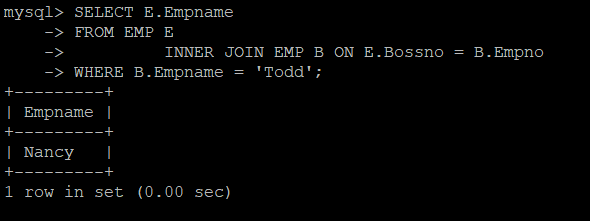 mysql> SELECT E.Empname
    -> FROM EMP E
    ->          INNER JOIN EMP B ON E.Bossno = B.Empno
    -> WHERE B.Empname = 'Todd';
+---------+
| Empname |
+---------+
| Nancy   |
+---------+
1 row in set (0.00 sec)